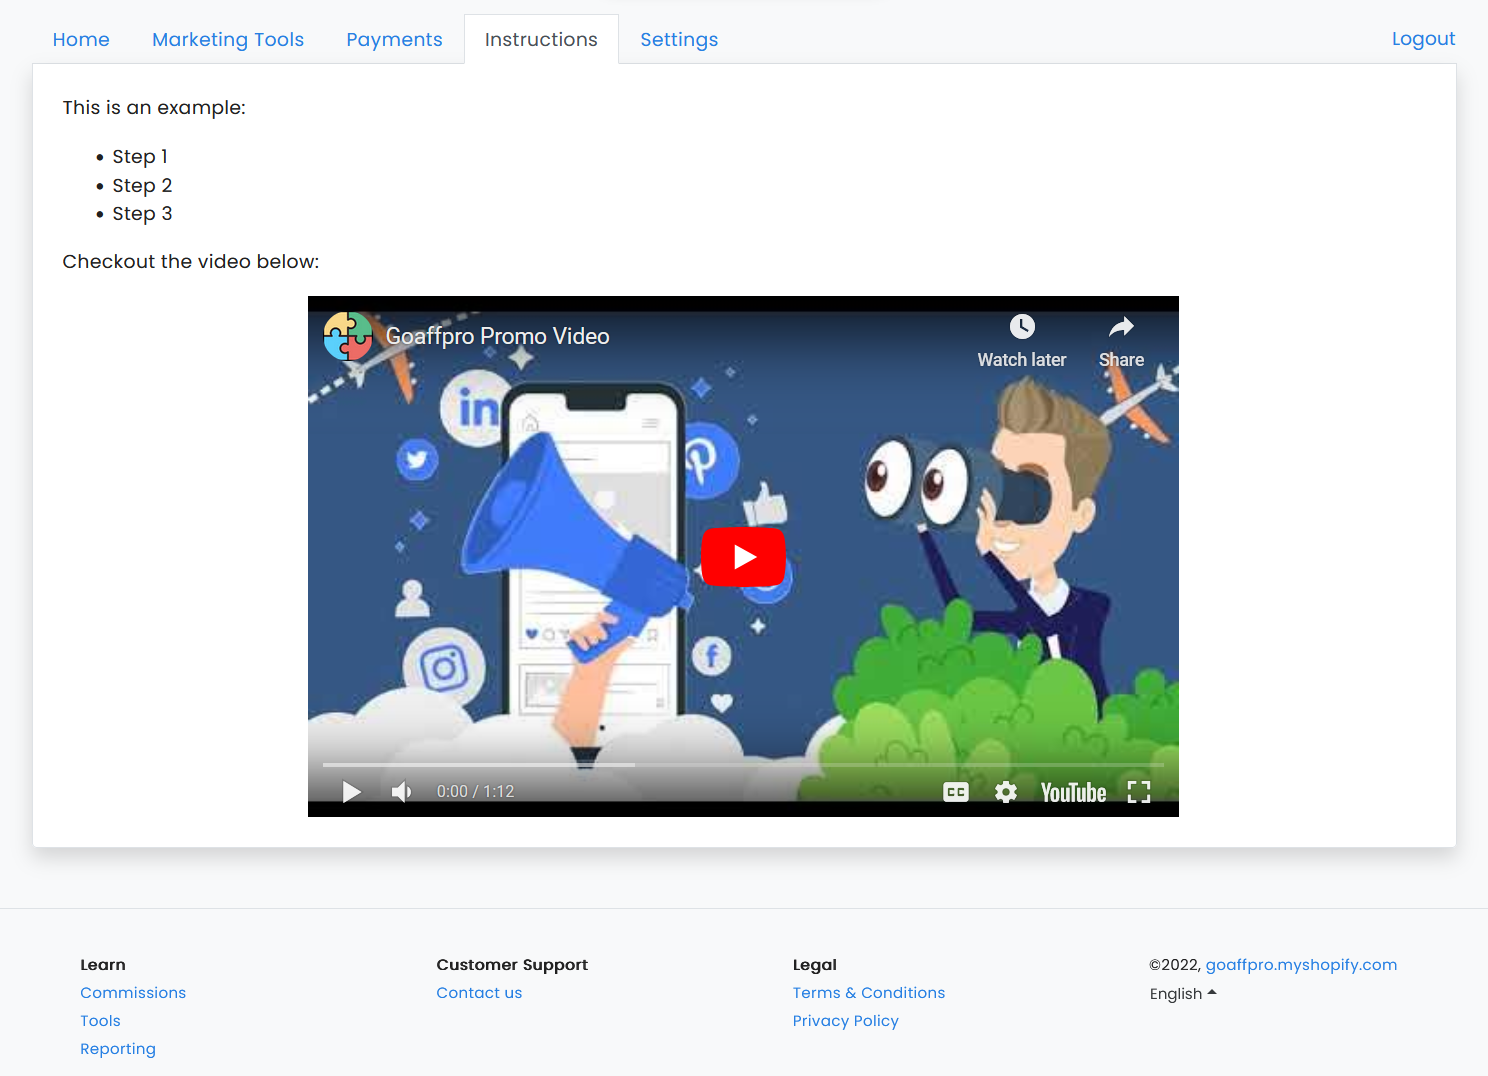 Home Marketing Tools Payments Instructions Settings Logout
This is an example:
• Step 1
• Step 2
• Step 3
Checkout the video below:
Goaffpro Promo Video
Watch later Share
in
f
0:00 / 1:12
CC
YouTube
Learn
Commissions
Tools
Reporting
Customer Support
Contact us
Legal
Terms & Conditions
Privacy Policy
©2022, goaffpro.myshopify.com
English